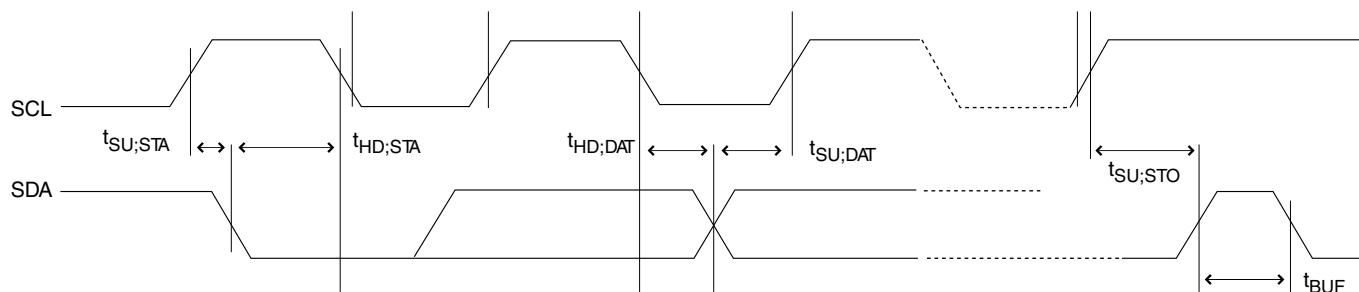 SCL
tSU;STA
tHD;STA
tHD;DAT
tSU;DAT
tSU;STO
SDA
tBUF